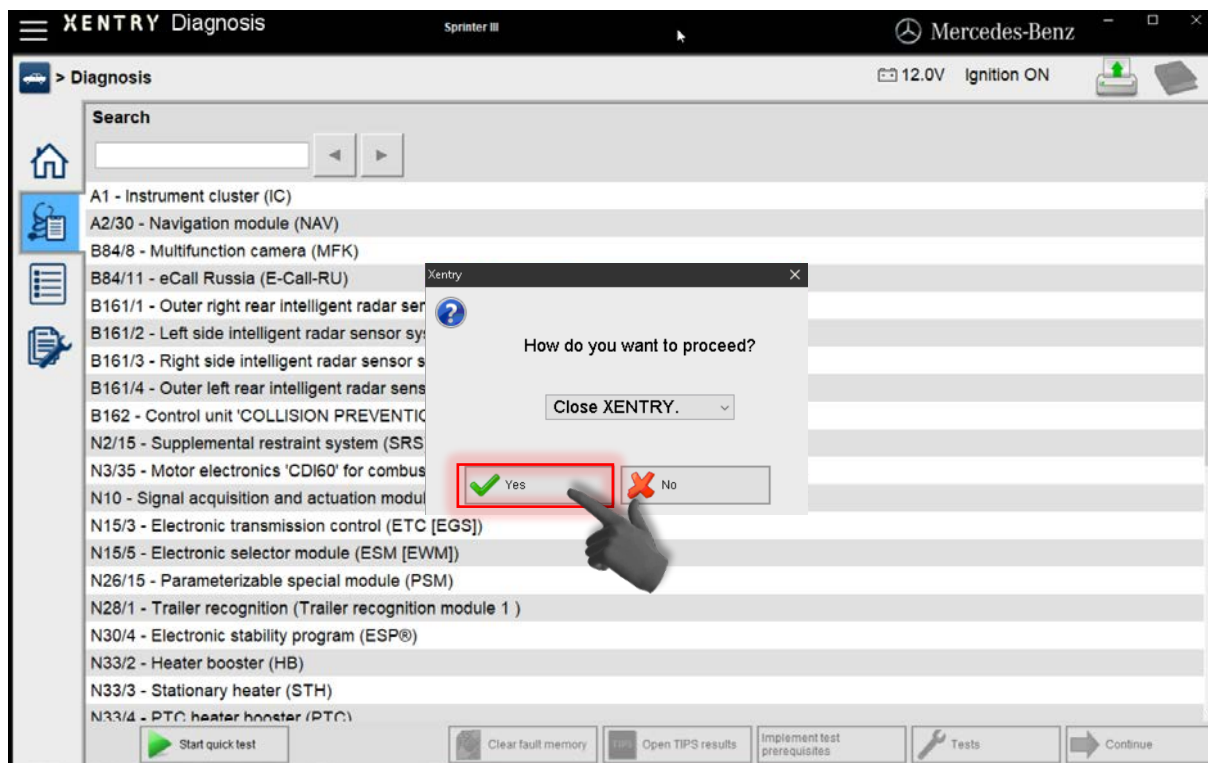 XENTRY Diagnosis
Sprinter III
Mercedes-Benz
> Diagnosis
12.0V Ignition ON
Search
A1 - Instrument cluster (IC)
A2/30 - Navigation module (NAV)
B84/8 - Multifunction camera (MFK)
B84/11 - eCall Russia (E-Call-RU)
B161/1 - Outer right rear intelligent radar ser
B161/2 - Left side intelligent radar sensor sy
B161/3 - Right side intelligent radar sensor s
B161/4 - Outer left rear intelligent radar sens
B162 - Control unit 'COLLISION PREVENTIO
N2/15 - Supplemental restraint system (SRS
N3/35 - Motor electronics 'CDI60' for combus
N10 - Signal acquisition and actuation modul
N15/3 - Electronic transmission control (ETC [EGS])
N15/5 - Electronic selector module (ESM [EWM])
N26/15 - Parameterizable special module (PSM)
N28/1 - Trailer recognition (Trailer recognition module 1 )
N30/4 - Electronic stability program (ESP®)
N33/2 - Heater booster (HB)
N33/3 - Stationary heater (STH)
N33/4 - PTC heater booster (PTC)
Xentry
How do you want to proceed?
Close XENTRY.
Yes
No
Start quick test
Clear fault memory
TIPS
Open TIPS results
Implement test
prerequisites
Tests
Continue